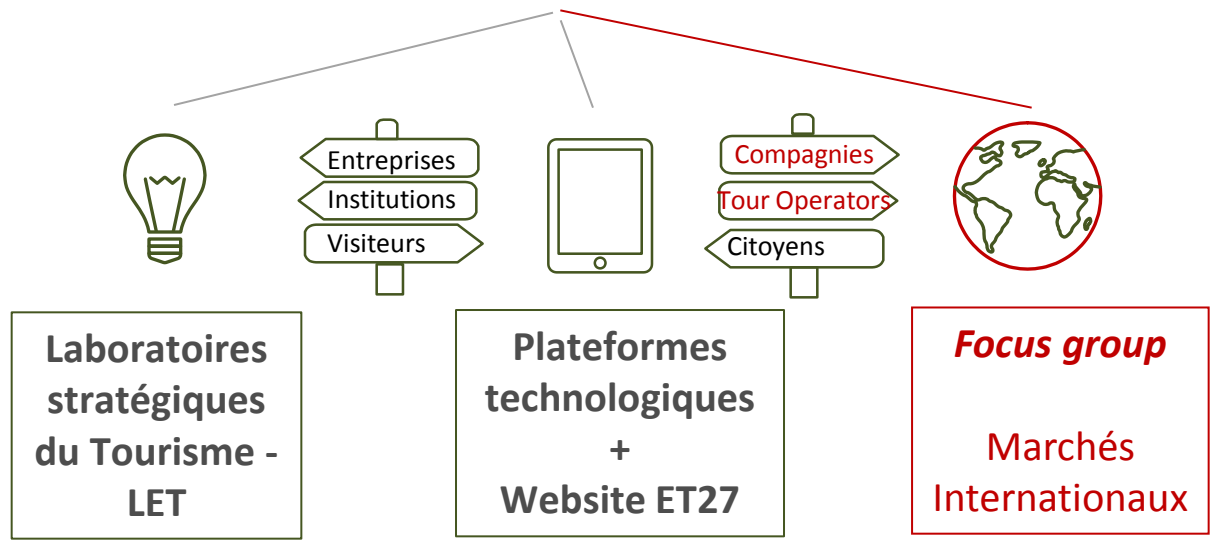 Entreprises
Institutions
Visiteurs
Compagnies
Tour Operators
Citoyens
Laboratoires
stratégiques
du Tourisme -
LET
Plateformes
technologiques
+
Website ET27
Focus group
Marchés
Internationaux